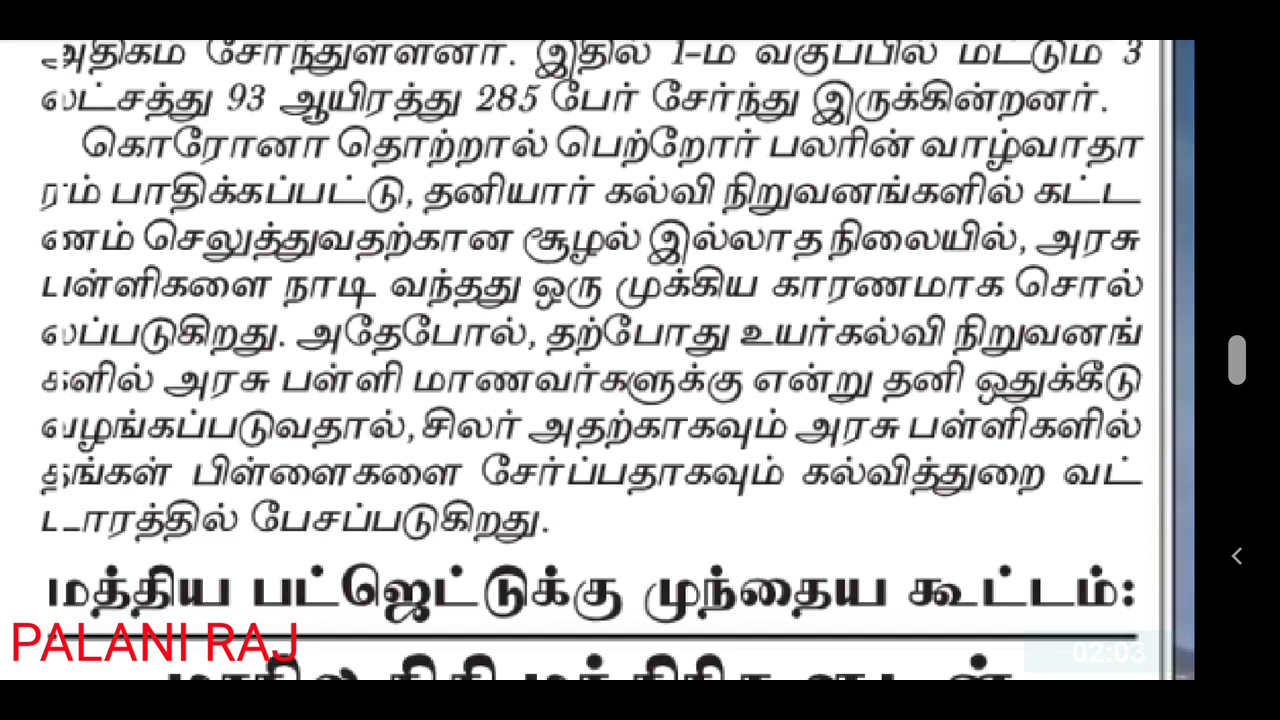 அதிகம் சேர்ந்துள்ளனர். இதில் 1-ம் வகுப்பில் மட்டும் 3
லட்சத்து 93 ஆயிரத்து 285 பேர் சேர்ந்து இருக்கின்றனர்.
கொரோனா தொற்றால் பெற்றோர் பலரின் வாழ்வாதா
ரம் பாதிக்கப்பட்டு, தனியார் கல்வி நிறுவனங்களில் கட்ட
ணம் செலுத்துவதற்கான சூழல் இல்லாத நிலையில், அரசு
பள்ளிகளை நாடி வந்தது ஒரு முக்கிய காரணமாக சொல்
லப்படுகிறது. அதேபோல், தற்போது உயர்கல்வி நிறுவனங்
களில் அரசு பள்ளி மாணவர்களுக்கு என்று தனி ஒதுக்கீடு
வழங்கப்படுவதால், சிலர் அதற்காகவும் அரசு பள்ளிகளில்
தங்கள் பிள்ளைகளை சேர்ப்பதாகவும் கல்வித்துறை வட்
டாரத்தில் பேசப்படுகிறது.
மத்திய பட்ஜெட்டுக்கு முந்தைய கூட்டம்:
PALANI RAJ
02:03